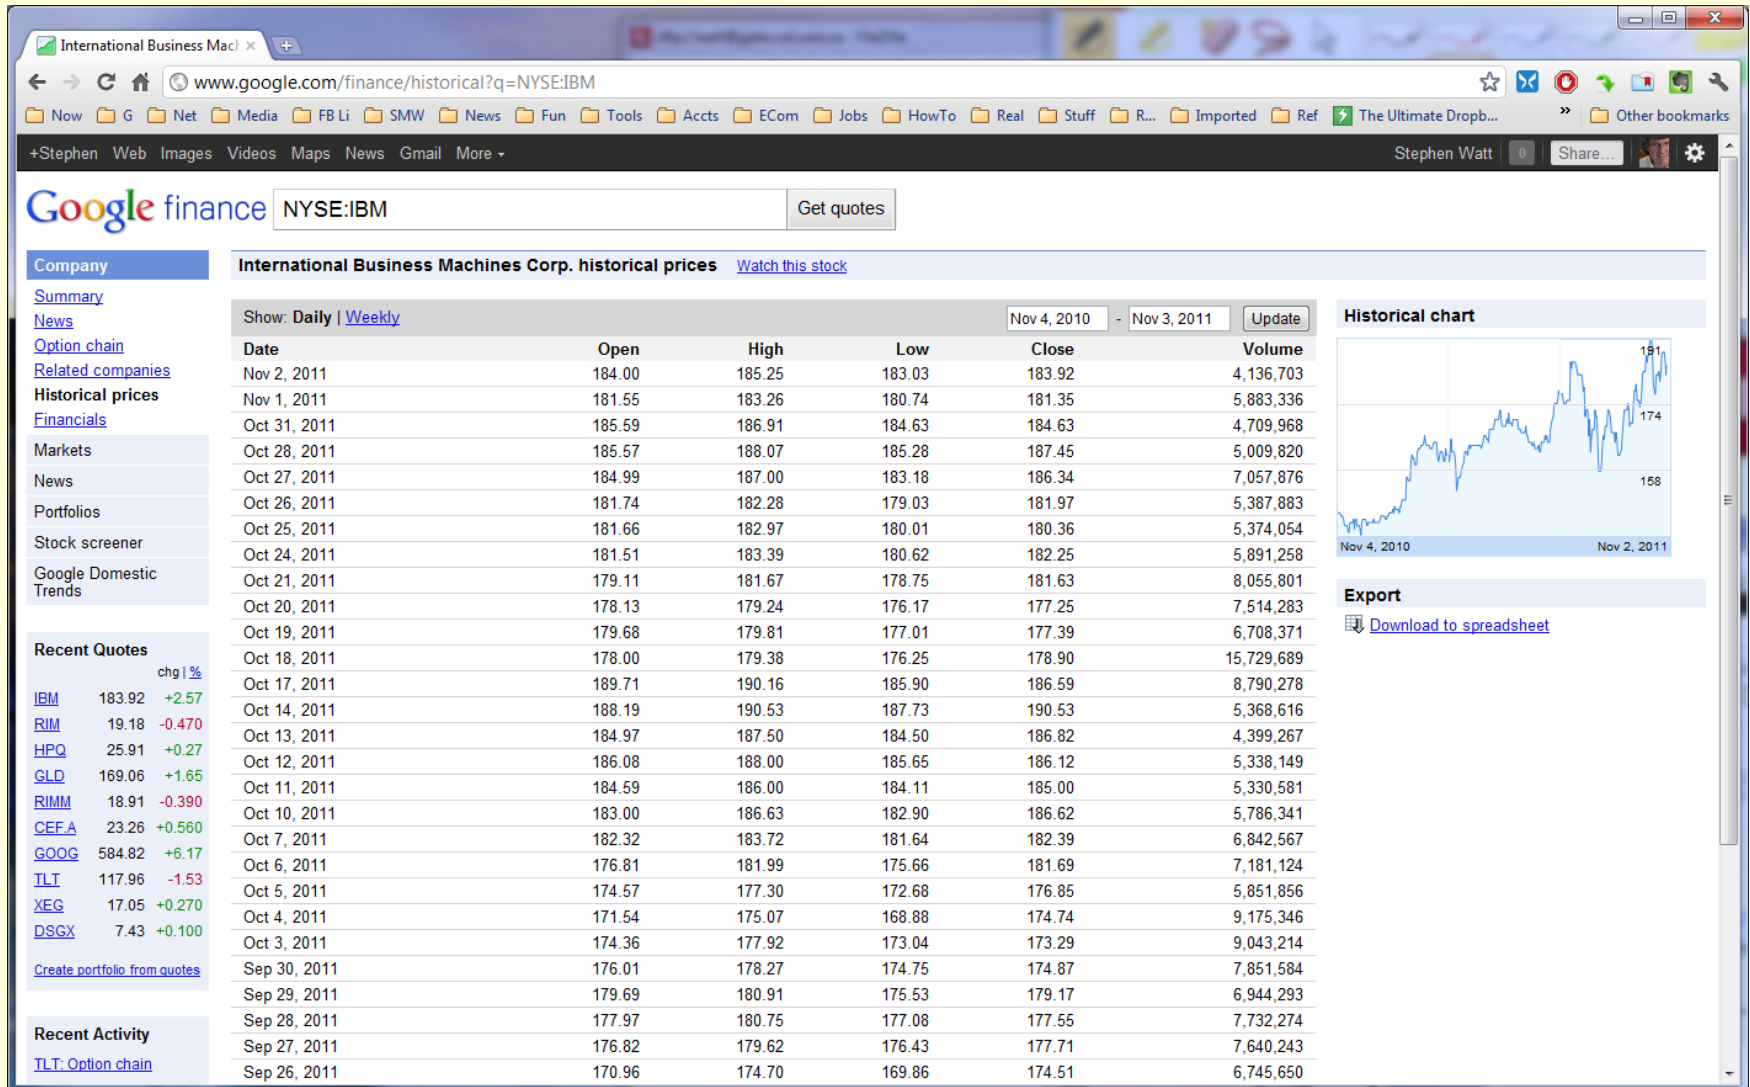 International Business Mach
www.google.com/finance/historical?q=NYSE:IBM
Now G Net Media FB Li SMW News Fun Tools Accts ECom Jobs HowTo Real Stuff R... Imported Ref The Ultimate Dropb... » Other bookmarks
+Stephen Web Images Videos Maps News Gmail More Stephen Watt 0 Share...
Google finance NYSE:IBM Get quotes
Company
Summary
News
Option chain
Related companies
Historical prices
Financials
Markets
News
Portfolios
Stock screener
Google Domestic
Trends
Recent Quotes
chg | %
IBM 183.92 +2.57
RIM 19.18 -0.470
HPQ 25.91 +0.27
GLD 169.06 +1.65
RIMM 18.91 -0.390
CEF.A 23.26 +0.560
GOOG 584.82 +6.17
TLT 117.96 -1.53
XEG 17.05 +0.270
DSGX 7.43 +0.100
Create portfolio from quotes
Recent Activity
TLT: Option chain
International Business Machines Corp. historical prices Watch this stock
Show: Daily | Weekly Nov 4, 2010 - Nov 3, 2011 Update
Date Open High Low Close Volume
Nov 2, 2011 184.00 185.25 183.03 183.92 4,136,703
Nov 1, 2011 181.55 183.26 180.74 181.35 5,883,336
Oct 31, 2011 185.59 186.91 184.63 184.63 4,709,968
Oct 28, 2011 185.57 188.07 185.28 187.45 5,009,820
Oct 27, 2011 184.99 187.00 183.18 186.34 7,057,876
Oct 26, 2011 181.74 182.28 179.03 181.97 5,387,883
Oct 25, 2011 181.66 182.97 180.01 180.36 5,374,054
Oct 24, 2011 181.51 183.39 180.62 182.25 5,891,258
Oct 21, 2011 179.11 181.67 178.75 181.63 8,055,801
Oct 20, 2011 178.13 179.24 176.17 177.25 7,514,283
Oct 19, 2011 179.68 179.81 177.01 177.39 6,708,371
Oct 18, 2011 178.00 179.38 176.25 178.90 15,729,689
Oct 17, 2011 189.71 190.16 185.90 186.59 8,790,278
Oct 14, 2011 188.19 190.53 187.73 190.53 5,368,616
Oct 13, 2011 184.97 187.50 184.50 186.82 4,399,267
Oct 12, 2011 186.08 188.00 185.65 186.12 5,338,149
Oct 11, 2011 184.59 186.00 184.11 185.00 5,330,581
Oct 10, 2011 183.00 186.63 182.90 186.62 5,786,341
Oct 7, 2011 182.32 183.72 181.64 182.39 6,842,567
Oct 6, 2011 176.81 181.99 175.66 181.69 7,181,124
Oct 5, 2011 174.57 177.30 172.68 176.85 5,851,856
Oct 4, 2011 171.54 175.07 168.88 174.74 9,175,346
Oct 3, 2011 174.36 177.92 173.04 173.29 9,043,214
Sep 30, 2011 176.01 178.27 174.75 174.87 7,851,584
Sep 29, 2011 179.69 180.91 175.53 179.17 6,944,293
Sep 28, 2011 177.97 180.75 177.08 177.55 7,732,274
Sep 27, 2011 176.82 179.62 176.43 177.71 7,640,243
Sep 26, 2011 170.96 174.70 169.86 174.51 6,745,650
Historical chart
191
174
158
Nov 4, 2010 Nov 2, 2011
Export
Download to spreadsheet